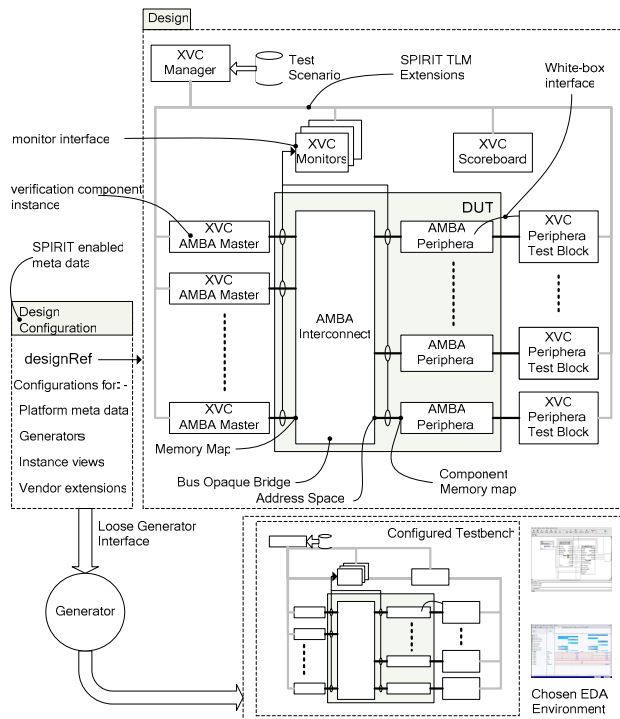 Design
XVC
Manager
Test
Scenario
SPIRIT TLM
Extensions
White-box
interface
monitor interface
XVC
Monitors
XVC
Scoreboard
verification component
instance
DUT
XVC
AMBA Master
AMBA
Periphera
XVC
Periphera
Test Block
SPIRIT enabled
meta data
XVC
AMBA Master
AMBA
Interconnect
Design
Configuration
designRef
Configurations for: -
Platform meta data
Generators
Instance views
Vendor extensions
AMBA
Periphera
XVC
Periphera
Test Block
XVC
AMBA Master
AMBA
Periphera
XVC
Periphera
Test Block
Memory Map
Bus Opaque Bridge
Address Space
Component
Memory map
Loose Generator
Interface
Configured Testbench
Generator
Chosen EDA
Environment